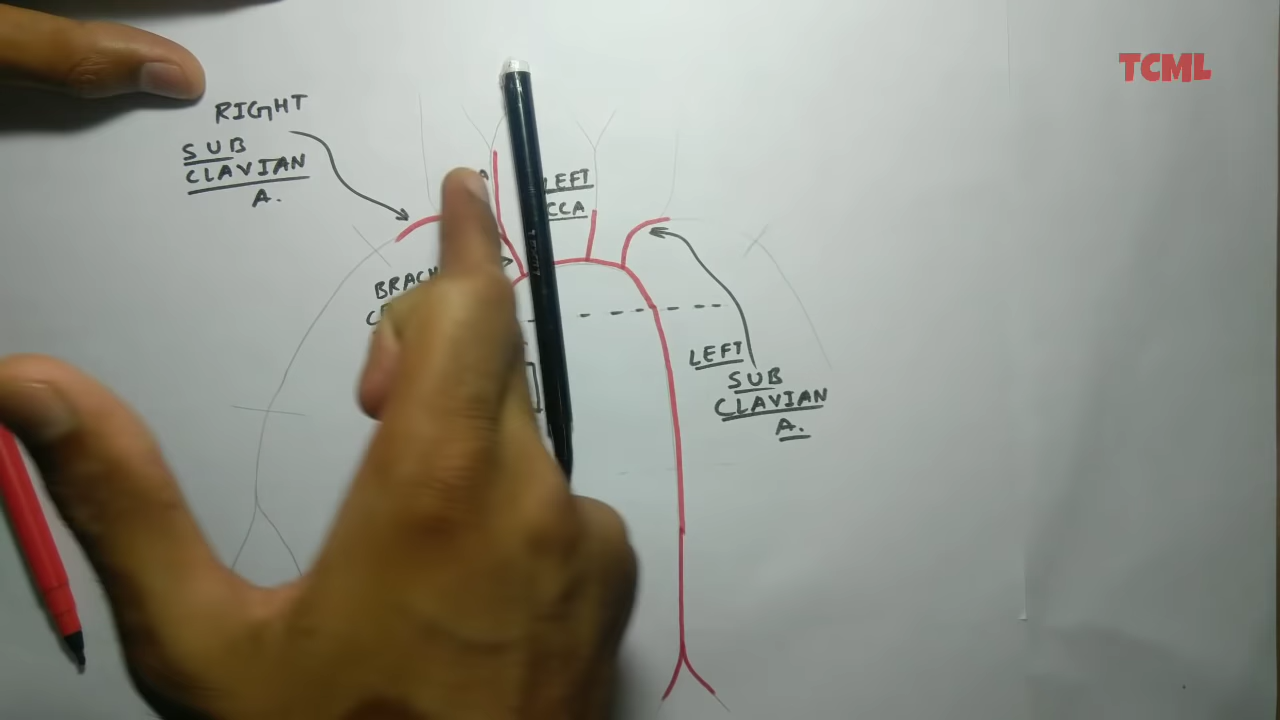 TCML
RIGHT
SUB
CLAVIAN
A.
LEFT
CCA
LEFT
SUB
CLAVIAN
A.